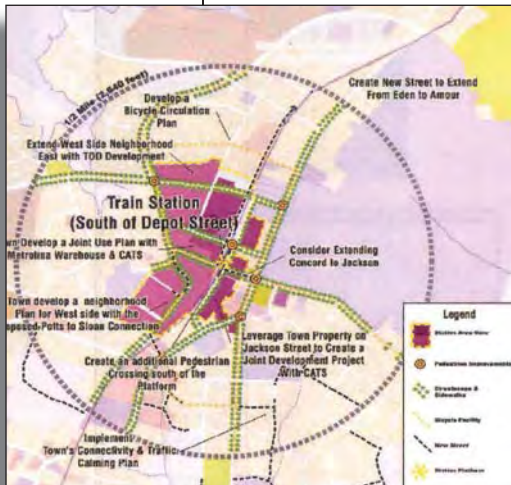 1/2 Mile (2,640 feet)
Develop a
Bicycle Circulation
Plan
Create New Street to Extend
From Eden to Amour
Extend West Side Neighborhood
East with TOD Development
Train Station
(South of Depot Street)
wn Develop a Joint Use Plan with
Metrolina Warehouse & CATS
Consider Extending
Concord to Jackson
Town develop a neighborhood
Plan for West side with the
oposed Potts to Sloan Connection
Leverage Town Property on
Jackson Street to Create a
Joint Development Project
With CATS
Create an additional Pedestrian
Crossing south of the
Platform
Implement
Town's Connectivity & Traffic
Calming Plan
Legend
Station Area
Pedestrian Improvements
Streetscape &
Sidewalks
Bicycle Facility
New Street
Station Platform